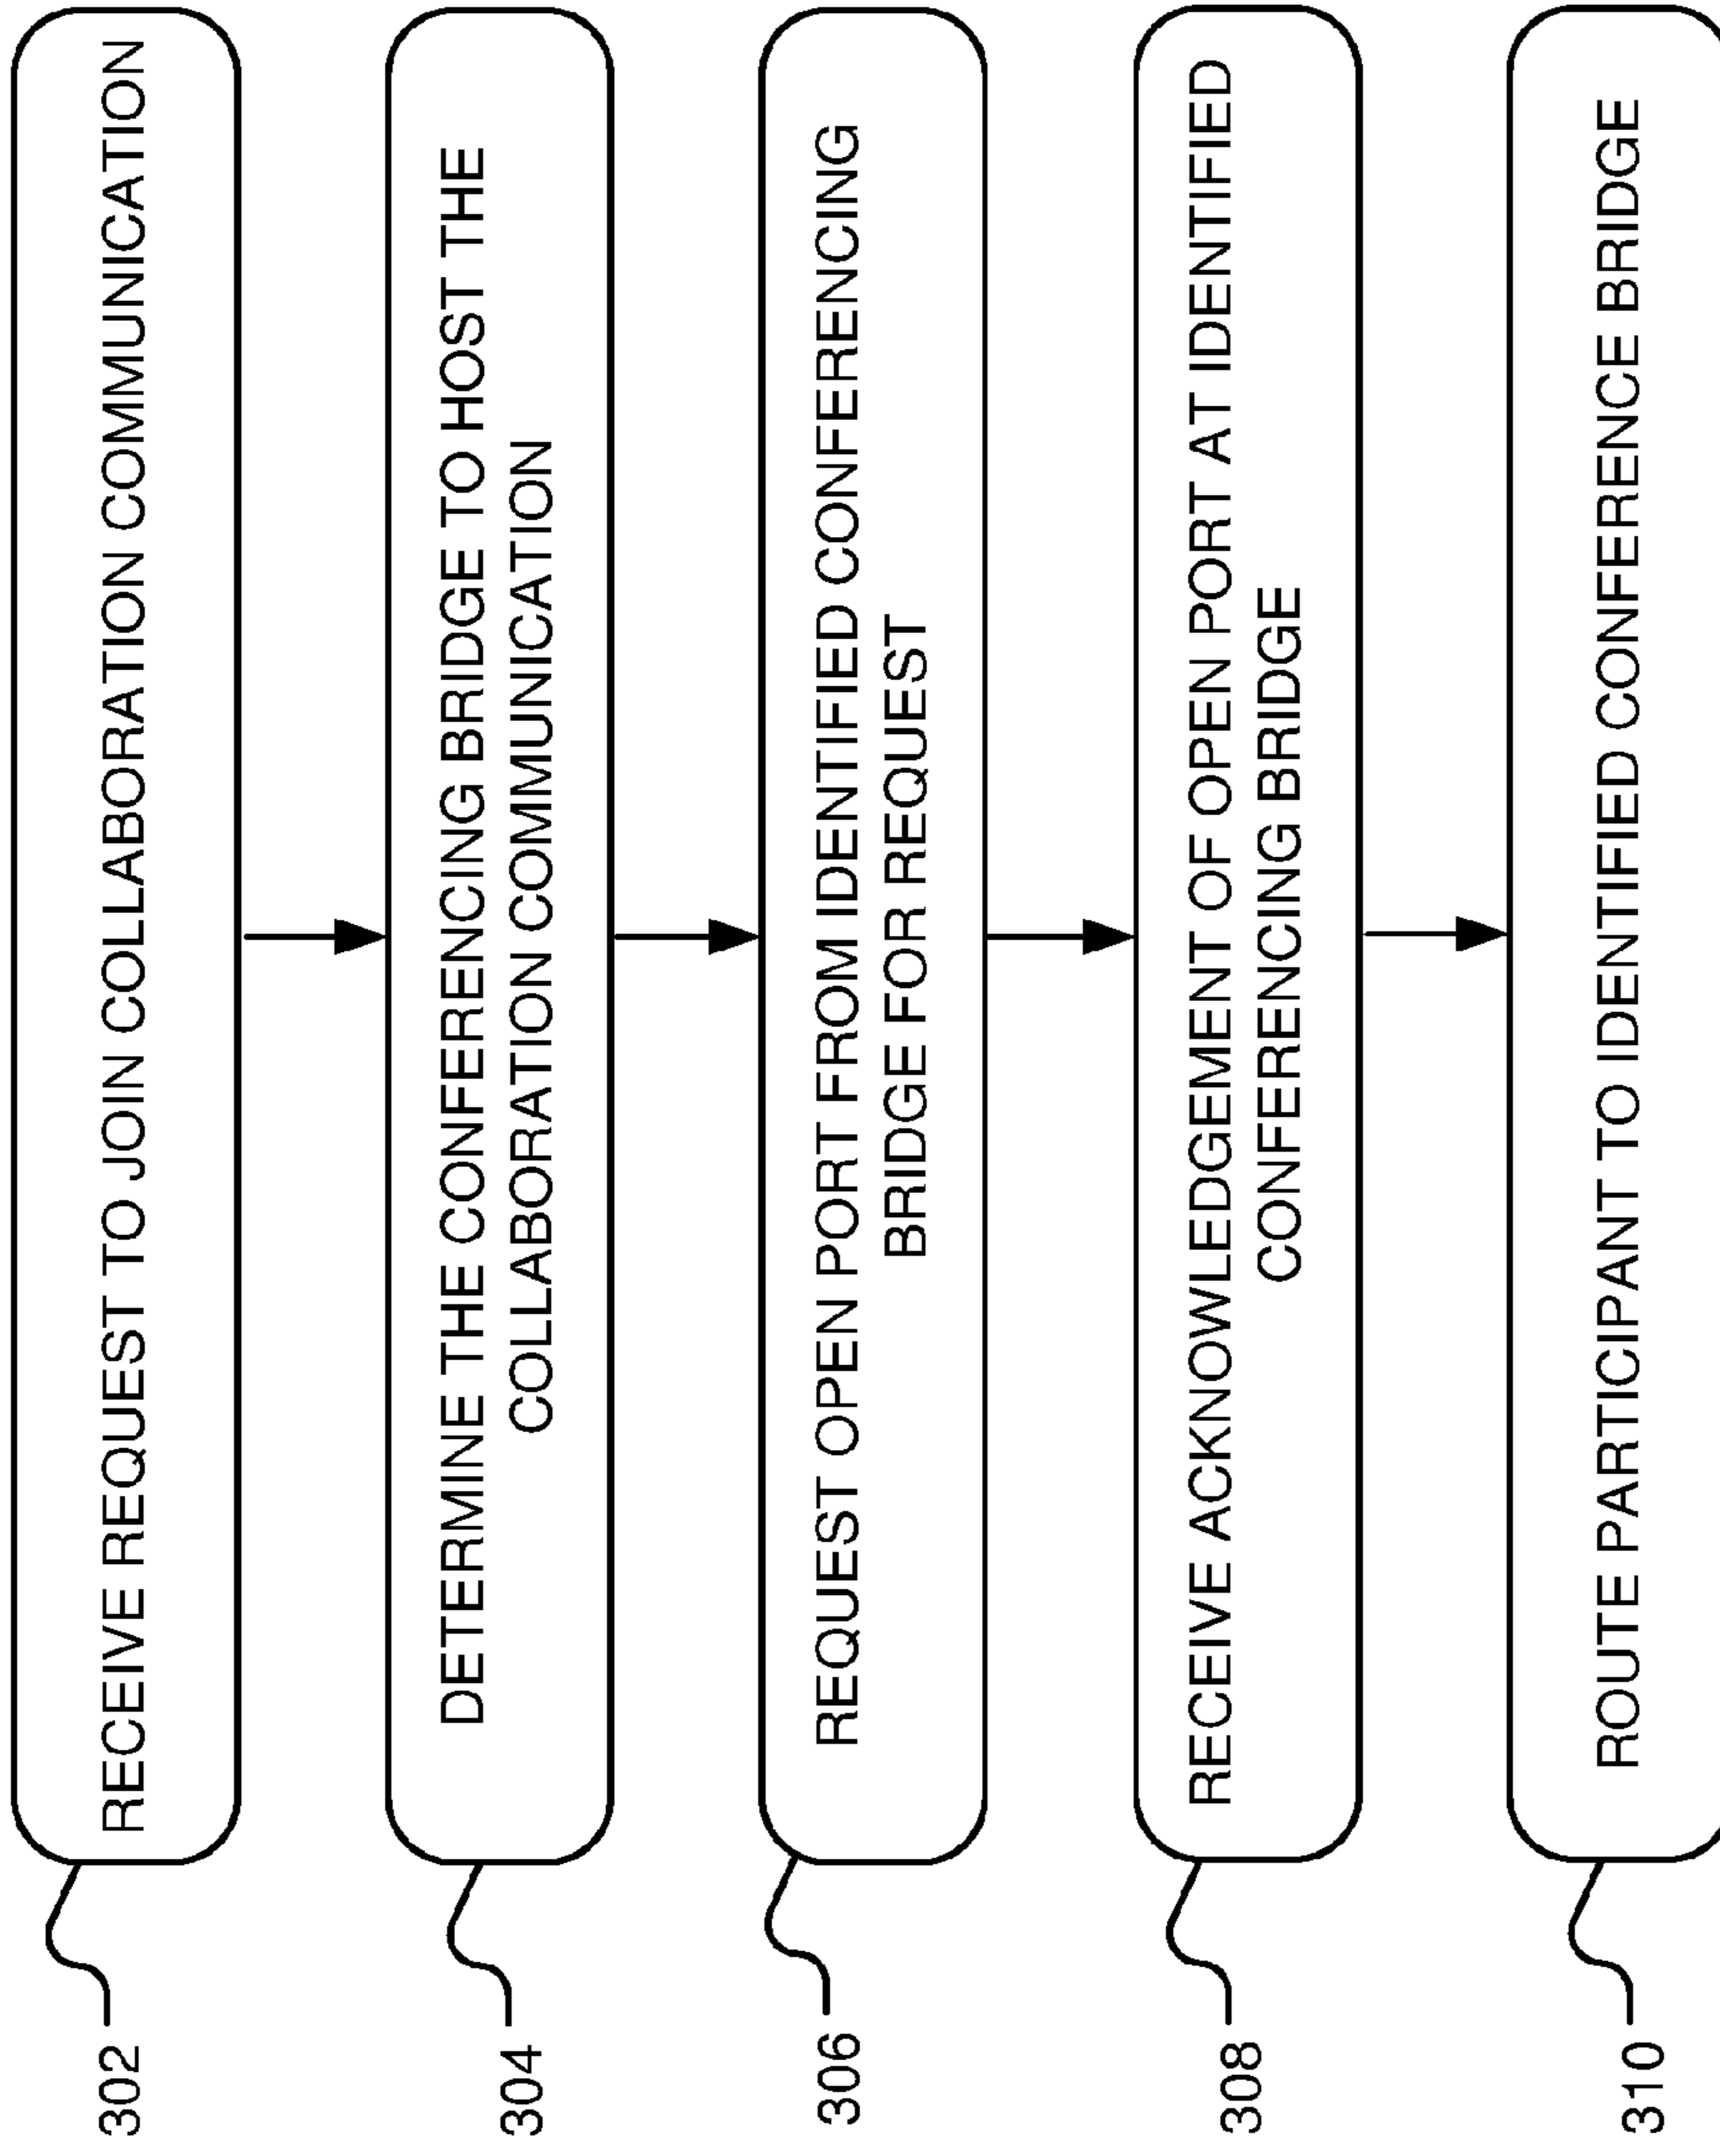 302
RECEIVE REQUEST TO JOIN COLLABORATION COMMUNICATION
304
DETERMINE THE CONFERENCING BRIDGE TO HOST THE
COLLABORATION COMMUNICATION
306
REQUEST OPEN PORT FROM IDENTIFIED CONFERENCING
BRIDGE FOR REQUEST
308
RECEIVE ACKNOWLEDGEMENT OF OPEN PORT AT IDENTIFIED
CONFERENCING BRIDGE
310
ROUTE PARTICIPANT TO IDENTIFIED CONFERENCE BRIDGE